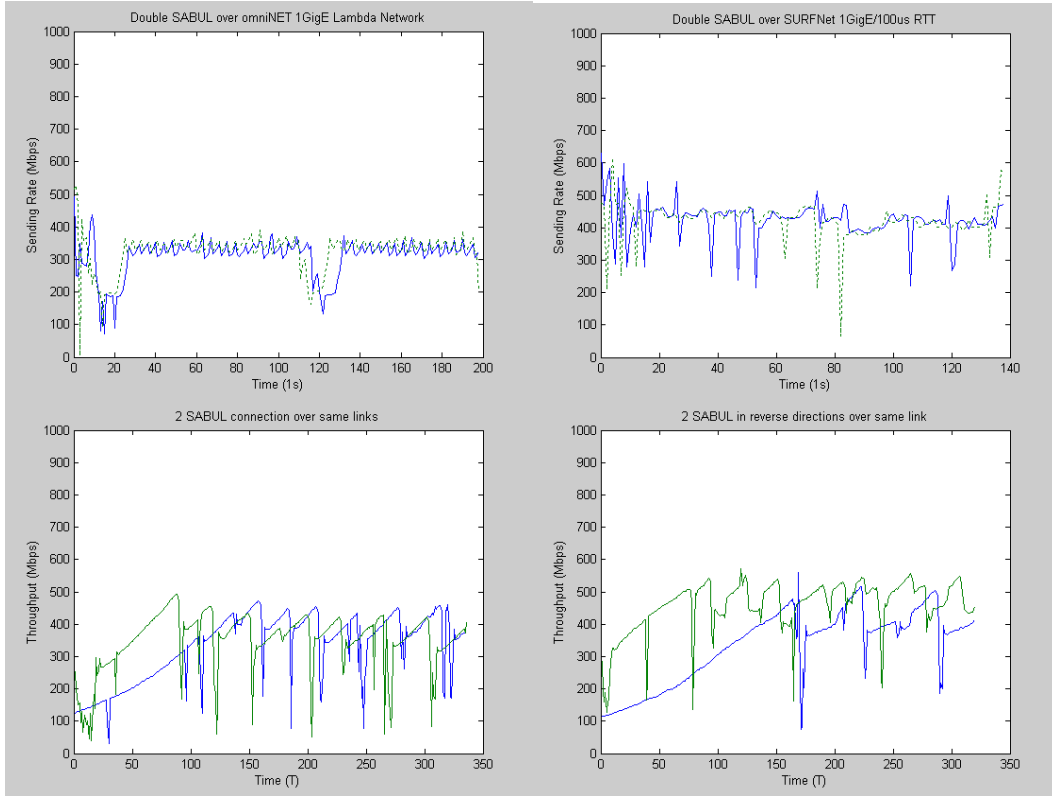 Double SABUL over omniNET 1GigE Lambda Network
1000
900
800
700
600
500
400
300
200
100
0
Sending Rate (Mbps)
0 20 40 60 80 100 120 140 160 180 200
Time (1s)
Double SABUL over SURFNet 1GigE/100us RTT
1000
900
800
700
600
500
400
300
200
100
0
Sending Rate (Mbps)
0 20 40 60 80 100 120 140
Time (1s)
2 SABUL connection over same links
1000
900
800
700
600
500
400
300
200
100
0
Throughput (Mbps)
0 50 100 150 200 250 300 350
Time (T)
2 SABUL in reverse directions over same link
1000
900
800
700
600
500
400
300
200
100
0
Throughput (Mbps)
0 50 100 150 200 250 300 350
Time (T)